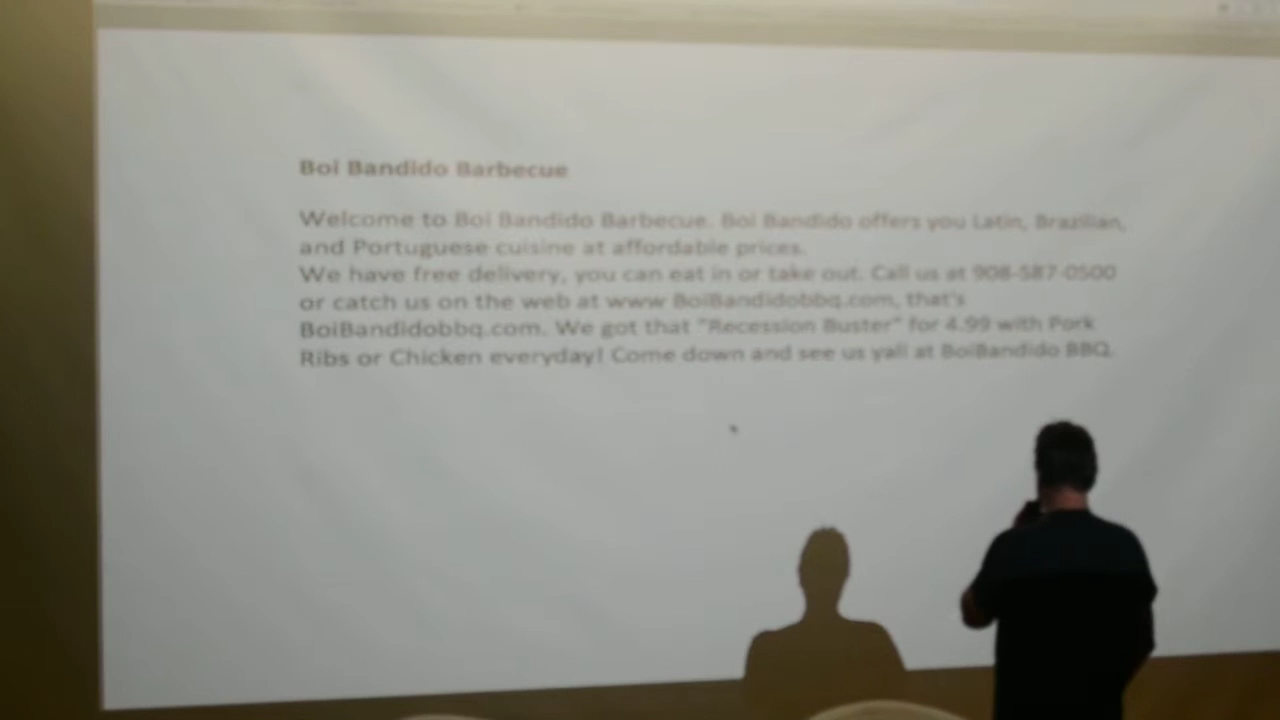 Boi Bandido Barbecue
Welcome to Boi Bandido Barbecue. Boi Bandido offers you Latin, Brazilian,
and Portuguese cuisine at affordable prices.
We have free delivery, you can eat in or take out. Call us at 908-587-0500
or catch us on the web at www BoiBandidobbq.com, that's
BoiBandidobbq.com. We got that "Recession Buster" for 4.99 with Pork
Ribs or Chicken everyday! Come down and see us yall at BoiBandido BBQ.